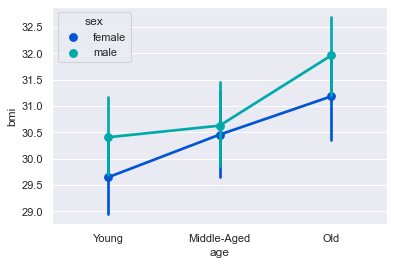 sex
female
male
32.5
32.0
31.5
31.0
30.5
30.0
29.5
29.0
bmi
Young Middle-Aged Old
age